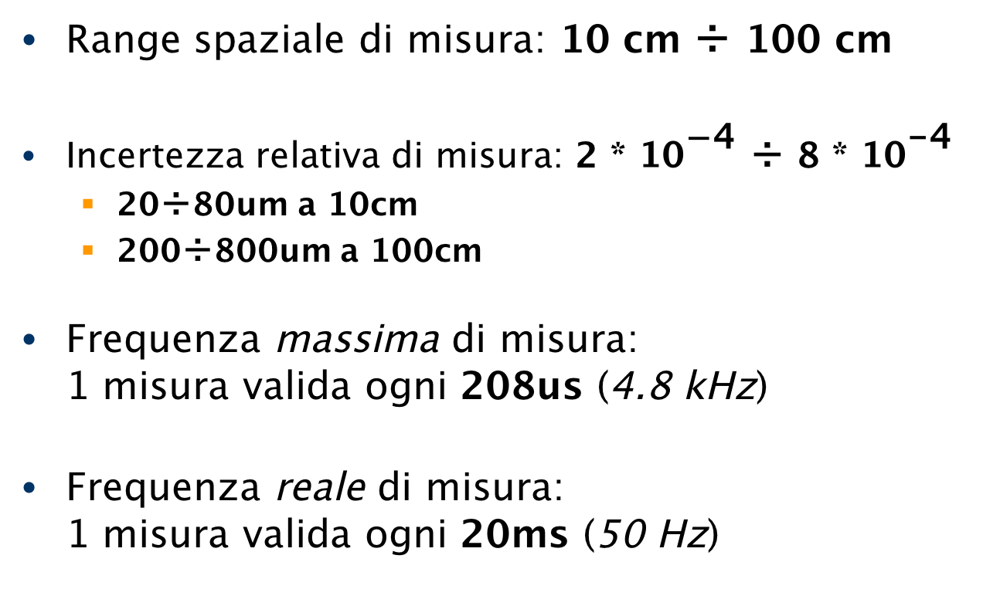 • Range spaziale di misura: 10 cm ÷ 100 cm
• Incertezza relativa di misura: 2 * 10⁻⁴ ÷ 8 * 10⁻⁴
▪ 20÷80um a 10cm
▪ 200÷800um a 100cm
• Frequenza massima di misura:
1 misura valida ogni 208us (4.8 kHz)
• Frequenza reale di misura:
1 misura valida ogni 20ms (50 Hz)